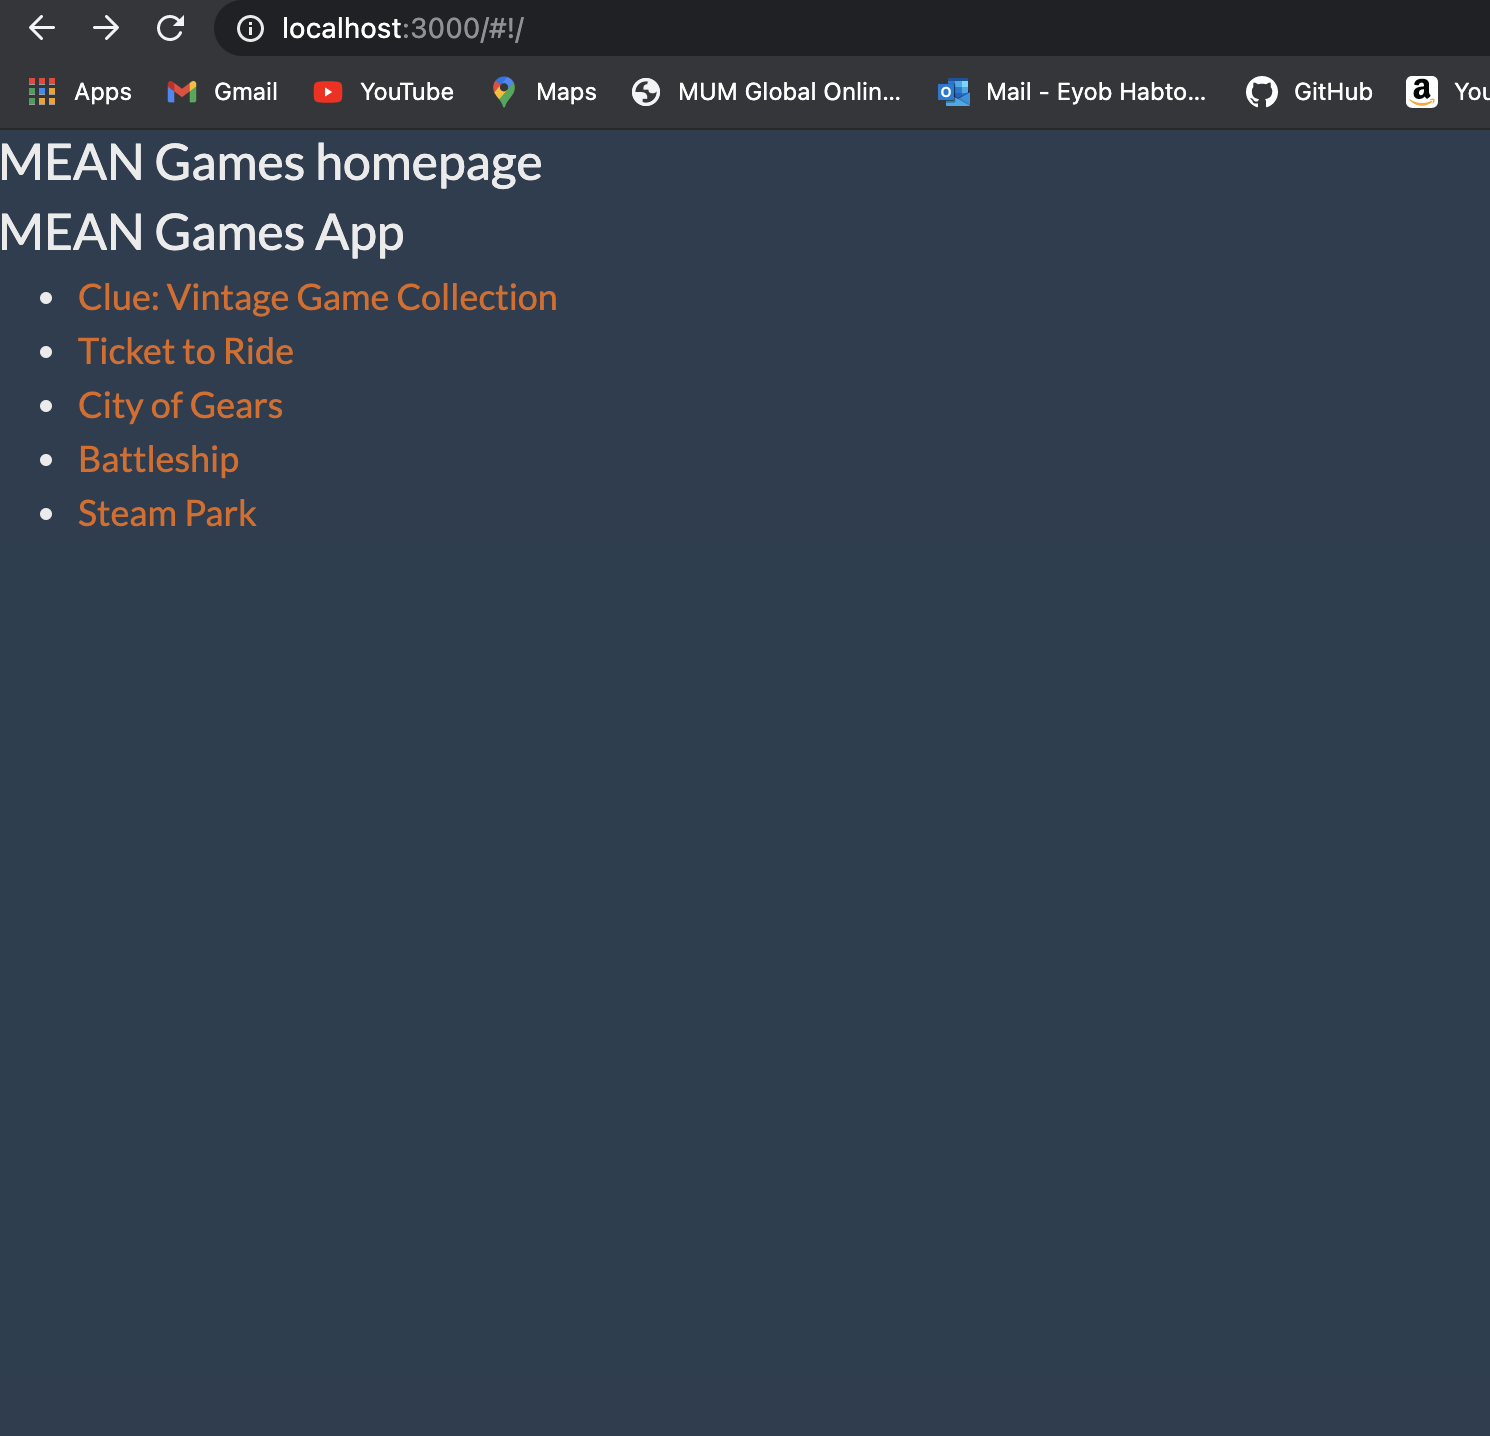 localhost:3000/#!/
Apps Gmail YouTube Maps MUM Global Onlin... Mail - Eyob Habto... GitHub a You
MEAN Games homepage
MEAN Games App
Clue: Vintage Game Collection
Ticket to Ride
City of Gears
Battleship
Steam Park